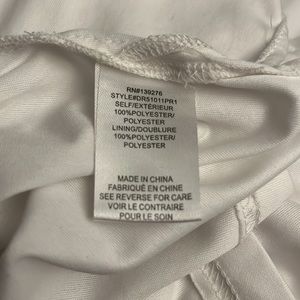 RN#139276
STYLE#DR51011PR1
SELF/EXTÉRIEUR
100%POLYESTER/
POLYESTER
LINING/DOUBLURE
100%POLYESTER/
POLYESTER
MADE IN CHINA
FABRIQUÉ EN CHINE
SEE REVERSE FOR CARE
VOIR LE CONTRAIRE
POUR LE SOIN